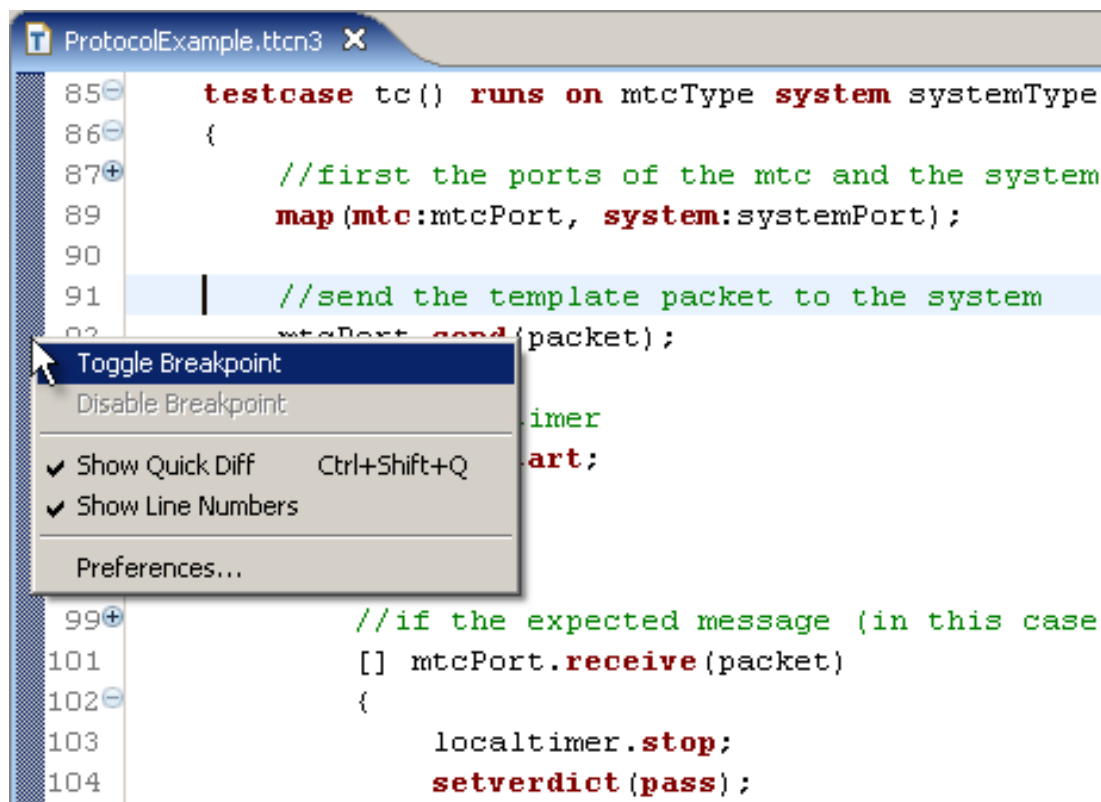 T ProtocolExample.ttcn3
85 testcase tc() runs on mtcType system systemType
86 {
87 //first the ports of the mtc and the system
89 map(mtc:mtcPort, system:systemPort);
90
91 //send the template packet to the system
92 mtcPort.send(packet);
Toggle Breakpoint
Disable Breakpoint
imer
Show Quick Diff Ctrl+Shift+Q
art;
Show Line Numbers
Preferences...
99 //if the expected message (in this case
101 [] mtcPort.receive(packet)
102 {
103 localtimer.stop;
104 setverdict(pass);